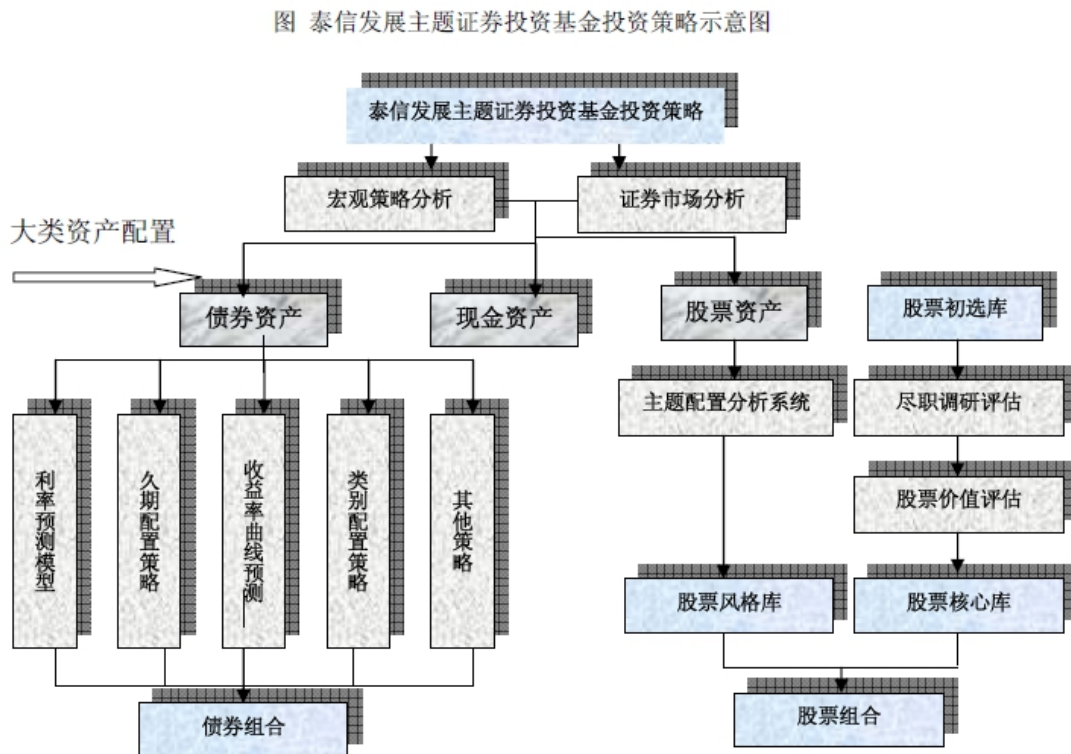 图 泰信发展主题证券投资基金投资策略示意图
泰信发展主题证券投资基金投资策略
宏观策略分析
证券市场分析
大类资产配置
债券资产
现金资产
股票资产
股票初选库
主题配置分析系统
尽职调研评估
股票价值评估
利率预测模型
久期配置策略
收益率曲线预测
类别配置策略
其他策略
股票风格库
股票核心库
债券组合
股票组合